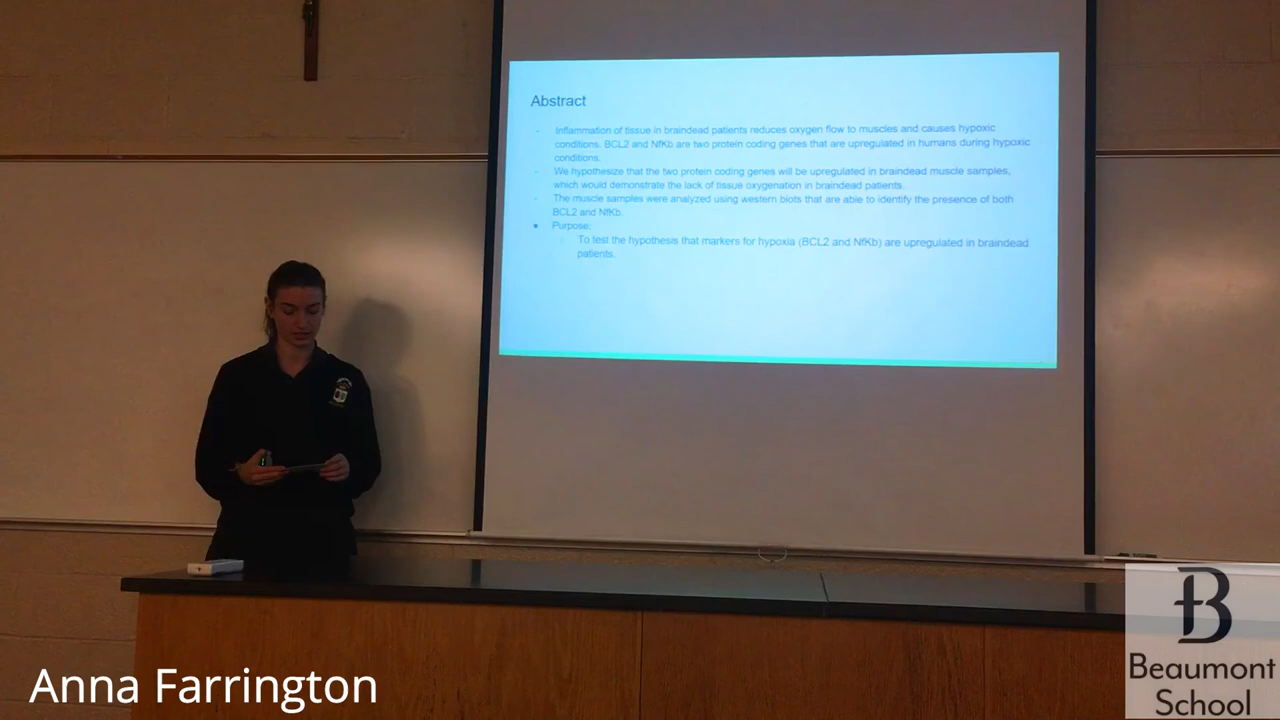 Abstract
- Inflammation of tissue in braindead patients reduces oxygen flow to muscles and causes hypoxic
conditions. BCL2 and NfKb are two protein coding genes that are upregulated in humans during hypoxic
conditions.
- We hypothesize that the two protein coding genes will be upregulated in braindead muscle samples,
which would demonstrate the lack of tissue oxygenation in braindead patients.
- The muscle samples were analyzed using western blots that are able to identify the presence of both
BCL2 and NfKb.
● Purpose:
○ To test the hypothesis that markers for hypoxia (BCL2 and NfKb) are upregulated in braindead
patients.
Anna Farrington
B
Beaumont
School